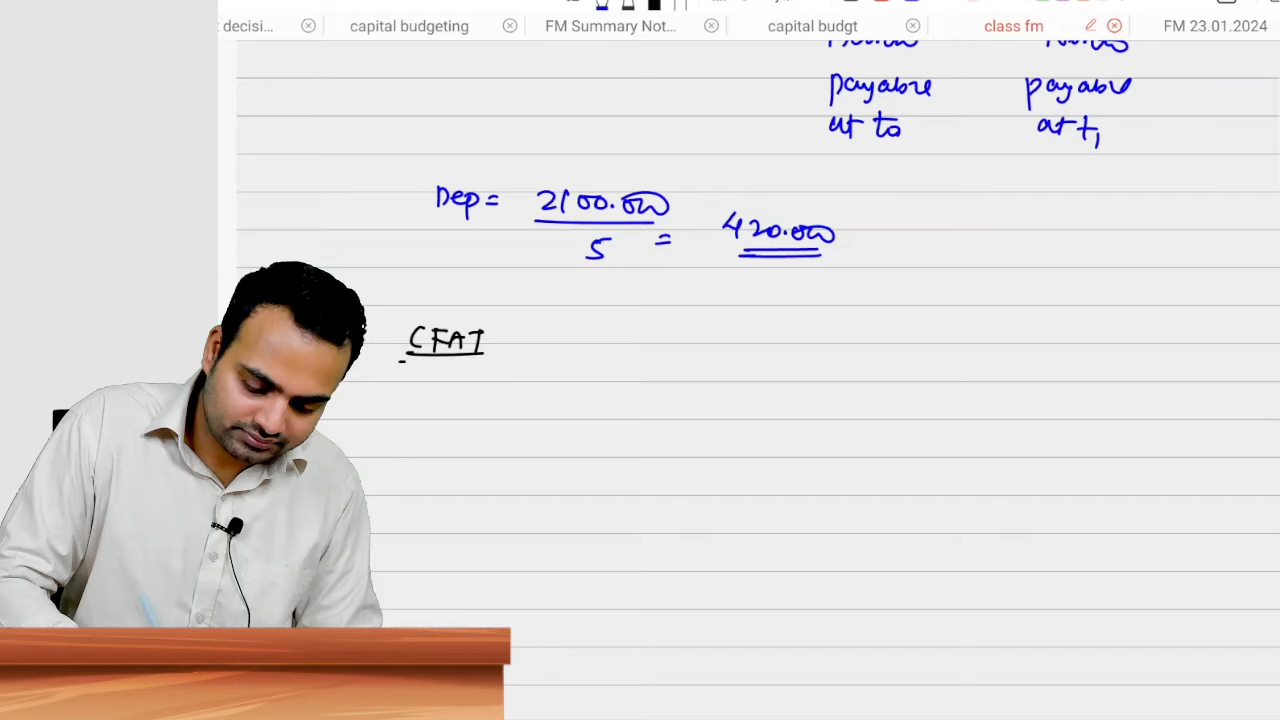 decisi... capital budgeting FM Summary Not... capital budgt class fm FM 23.01.2024
payable payable
at to at t1
Dep = 2100.000 / 5 = 420.000
CFAT